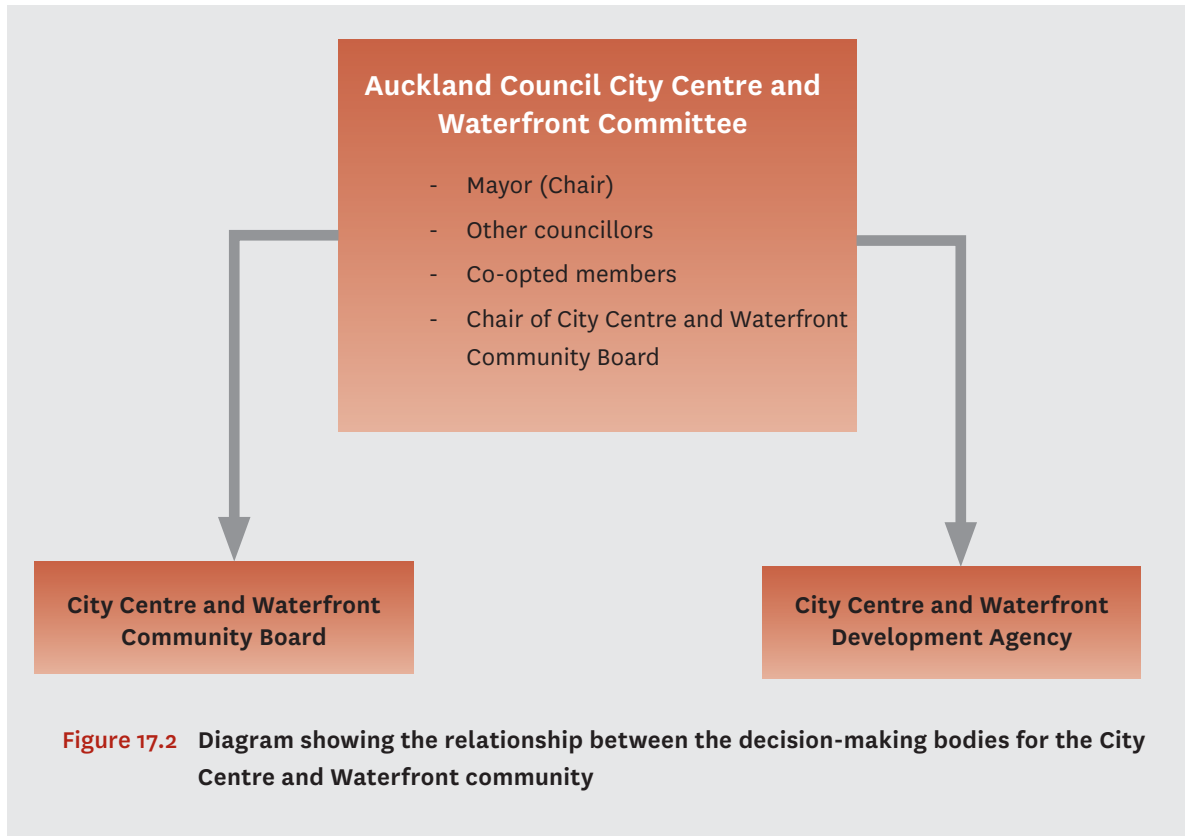 Auckland Council City Centre and
Waterfront Committee
- Mayor (Chair)
- Other councillors
- Co-opted members
- Chair of City Centre and Waterfront
Community Board
City Centre and Waterfront
Community Board
City Centre and Waterfront
Development Agency
Figure 17.2 Diagram showing the relationship between the decision-making bodies for the City
Centre and Waterfront community